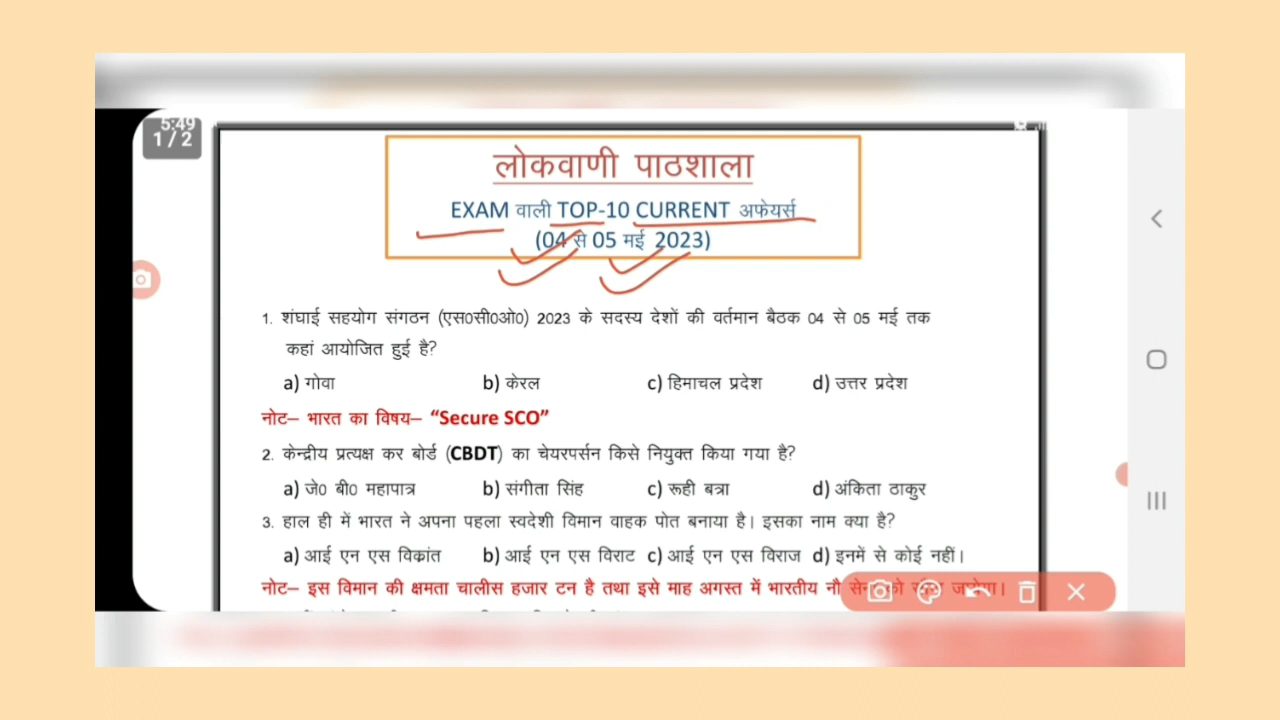 5:49
1 / 2
लोकवाणी पाठशाला
EXAM वाली TOP-10 CURRENT अफेयर्स
(04 से 05 मई 2023)
1. शंघाई सहयोग संगठन (एस0सी0ओ0) 2023 के सदस्य देशों की वर्तमान बैठक 04 से 05 मई तक
कहां आयोजित हुई है?
a) गोवा b) केरल c) हिमाचल प्रदेश d) उत्तर प्रदेश
नोट– भारत का विषय– “Secure SCO”
2. केन्द्रीय प्रत्यक्ष कर बोर्ड (CBDT) का चेयरपर्सन किसे नियुक्त किया गया है?
a) जे0 बी0 महापात्र b) संगीता सिंह c) रूही बत्रा d) अंकिता ठाकुर
3. हाल ही में भारत ने अपना पहला स्वदेशी विमान वाहक पोत बनाया है। इसका नाम क्या है?
a) आई एन एस विक्रांत b) आई एन एस विराट c) आई एन एस विराज d) इनमें से कोई नहीं।
नोट– इस विमान की क्षमता चालीस हजार टन है तथा इसे माह अगस्त में भारतीय नौ सेना को